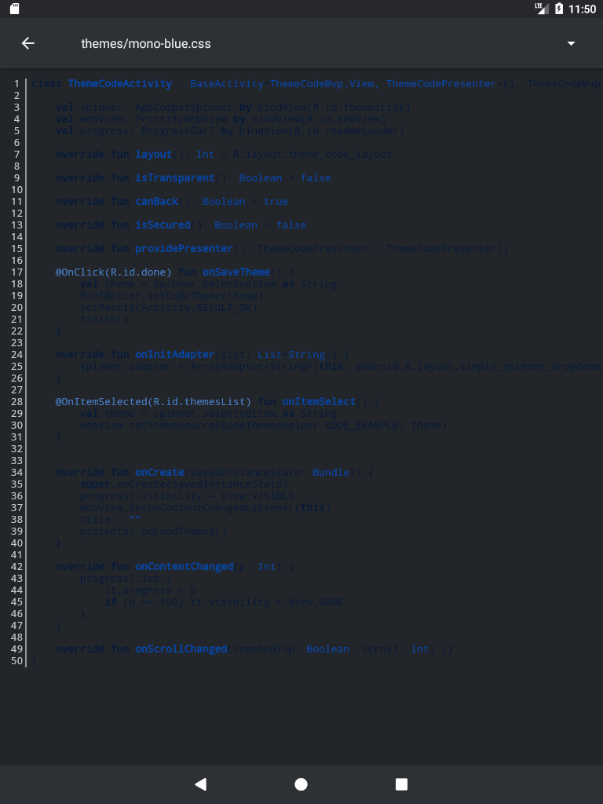 LTE 11:50
themes/mono-blue.css
1 class ThemeCodeActivity : BaseActivity<ThemeCodeMvp.View, ThemeCodePresenter>(), ThemeCodeMvp
2
3 val spinner: AppCompatSpinner by bindView(R.id.themesList)
4 val webView: PrettifyWebView by bindView(R.id.webView)
5 val progress: ProgressBar? by bindView(R.id.readmeLoader)
6
7 override fun layout(): Int = R.layout.theme_code_layout
8
9 override fun isTransparent(): Boolean = false
10
11 override fun canBack(): Boolean = true
12
13 override fun isSecured(): Boolean = false
14
15 override fun providePresenter(): ThemeCodePresenter = ThemeCodePresenter()
16
17 @OnClick(R.id.done) fun onSaveTheme() {
18 val theme = spinner.selectedItem as String
19 PrefGetter.setCodeTheme(theme)
20 setResult(Activity.RESULT_OK)
21 finish()
22 }
23
24 override fun onInitAdapter(list: List<String>) {
25 spinner.adapter = ArrayAdapter<String>(this, android.R.layout.simple_spinner_dropdown
26 }
27
28 @OnItemSelected(R.id.themesList) fun onItemSelect() {
29 val theme = spinner.selectedItem as String
30 webView.setThemeSource(CodeThemesHelper.CODE_EXAMPLE, theme)
31 }
32
33
34 override fun onCreate(savedInstanceState: Bundle?) {
35 super.onCreate(savedInstanceState)
36 progress?.visibility = View.VISIBLE
37 webView.setOnContentChangedListener(this)
38 title = ""
39 presenter.onLoadThemes()
40 }
41
42 override fun onContentChanged(p: Int) {
43 progress?.let {
44 it.progress = p
45 if (p == 100) it.visibility = View.GONE
46 }
47 }
48
49 override fun onScrollChanged(reachedTop: Boolean, scroll: Int) {}
50 }